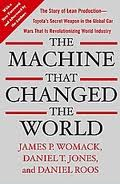 The Story of Lean Production—
Toyota's Secret Weapon in the Global Car
Wars That Is Revolutionizing World Industry
THE
MACHINE
THAT
CHANGED
THE
WORLD
JAMES P. WOMACK,
DANIEL T. JONES,
AND DANIEL ROOS